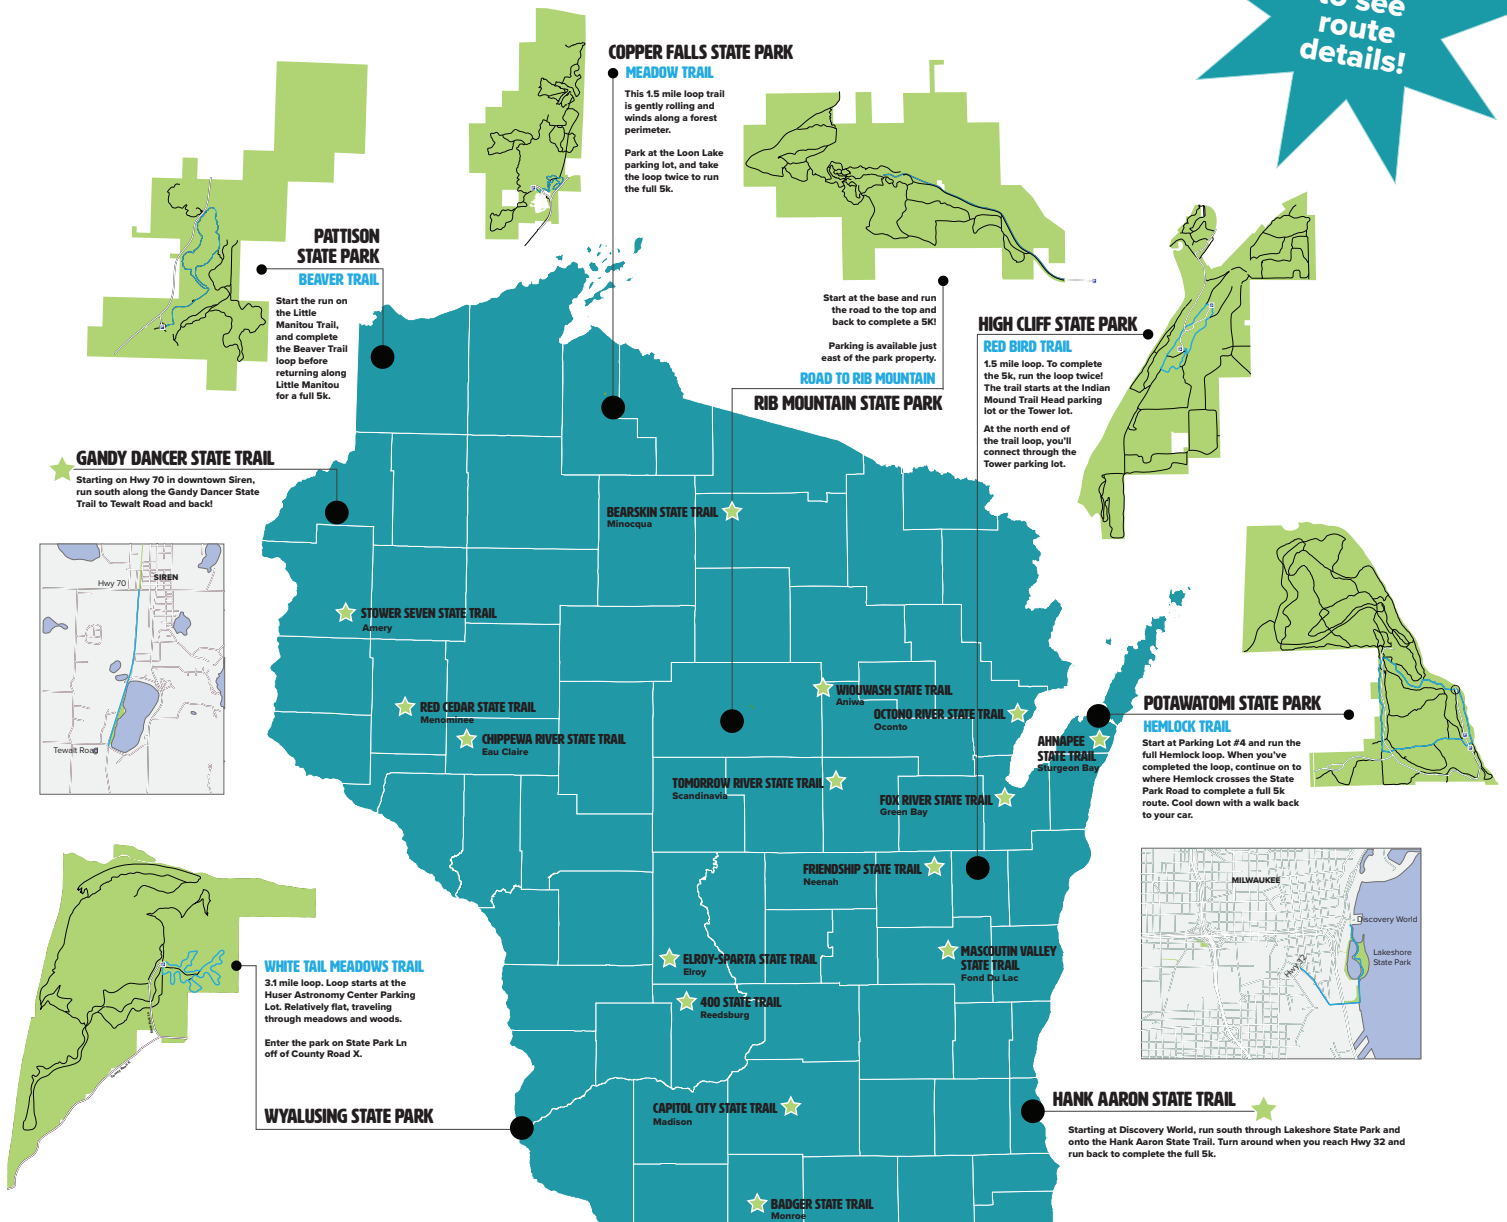 to see
route
details!
COPPER FALLS STATE PARK
MEADOW TRAIL
This 1.5 mile loop trail
is gently rolling and
winds along a forest
perimeter.
Park at the Loon Lake
parking lot, and take
the loop twice to run
the full 5k.
PATTISON
STATE PARK
BEAVER TRAIL
Start the run on
the Little
Manitou Trail,
and complete
the Beaver Trail
loop before
returning along
Little Manitou
for a full 5k.
Start at the base and run
the road to the top and
back to complete a 5K!
Parking is available just
east of the park property.
ROAD TO RIB MOUNTAIN
RIB MOUNTAIN STATE PARK
HIGH CLIFF STATE PARK
RED BIRD TRAIL
1.5 mile loop. To complete
the 5k, run the loop twice!
The trail starts at the Indian
Mound Trail Head parking
lot or the Tower lot.
At the north end of
the trail loop, you'll
connect through the
Tower parking lot.
GANDY DANCER STATE TRAIL
Starting on Hwy 70 in downtown Siren,
run south along the Gandy Dancer State
Trail to Tewalt Road and back!
Hwy 70
SIREN
Tewalt Road
BEARSKIN STATE TRAIL
Minocqua
STOWER SEVEN STATE TRAIL
Amery
RED CEDAR STATE TRAIL
Menominee
CHIPPEWA RIVER STATE TRAIL
Eau Claire
WIOUWASH STATE TRAIL
Aniwa
OCTONO RIVER STATE TRAIL
Oconto
AHNAPEE
STATE TRAIL
Sturgeon Bay
TOMORROW RIVER STATE TRAIL
Scandinavia
FOX RIVER STATE TRAIL
Green Bay
POTAWATOMI STATE PARK
HEMLOCK TRAIL
Start at Parking Lot #4 and run the
full Hemlock loop. When you've
completed the loop, continue on to
where Hemlock crosses the State
Park Road to complete a full 5k
route. Cool down with a walk back
to your car.
FRIENDSHIP STATE TRAIL
Neenah
MILWAUKEE
Discovery World
Lakeshore
State Park
Hwy 32
ELROY-SPARTA STATE TRAIL
Elroy
MASCOUTIN VALLEY
STATE TRAIL
Fond Du Lac
400 STATE TRAIL
Reedsburg
WHITE TAIL MEADOWS TRAIL
3.1 mile loop. Loop starts at the
Huser Astronomy Center Parking
Lot. Relatively flat, traveling
through meadows and woods.
Enter the park on State Park Ln
off of County Road X.
WYALUSING STATE PARK
CAPITOL CITY STATE TRAIL
Madison
HANK AARON STATE TRAIL
Starting at Discovery World, run south through Lakeshore State Park and
onto the Hank Aaron State Trail. Turn around when you reach Hwy 32 and
run back to complete the full 5k.
BADGER STATE TRAIL
Monroe